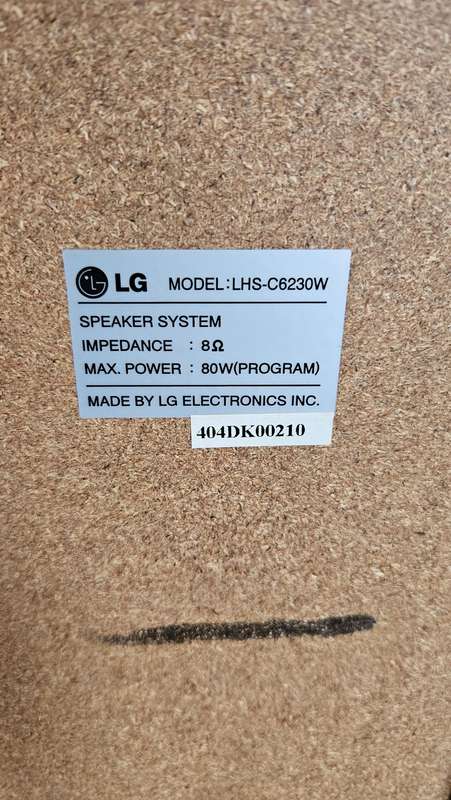 LG MODEL:LHS-C6230W
SPEAKER SYSTEM
IMPEDANCE : 8Ω
MAX. POWER : 80W(PROGRAM)
MADE BY LG ELECTRONICS INC.
404DK00210